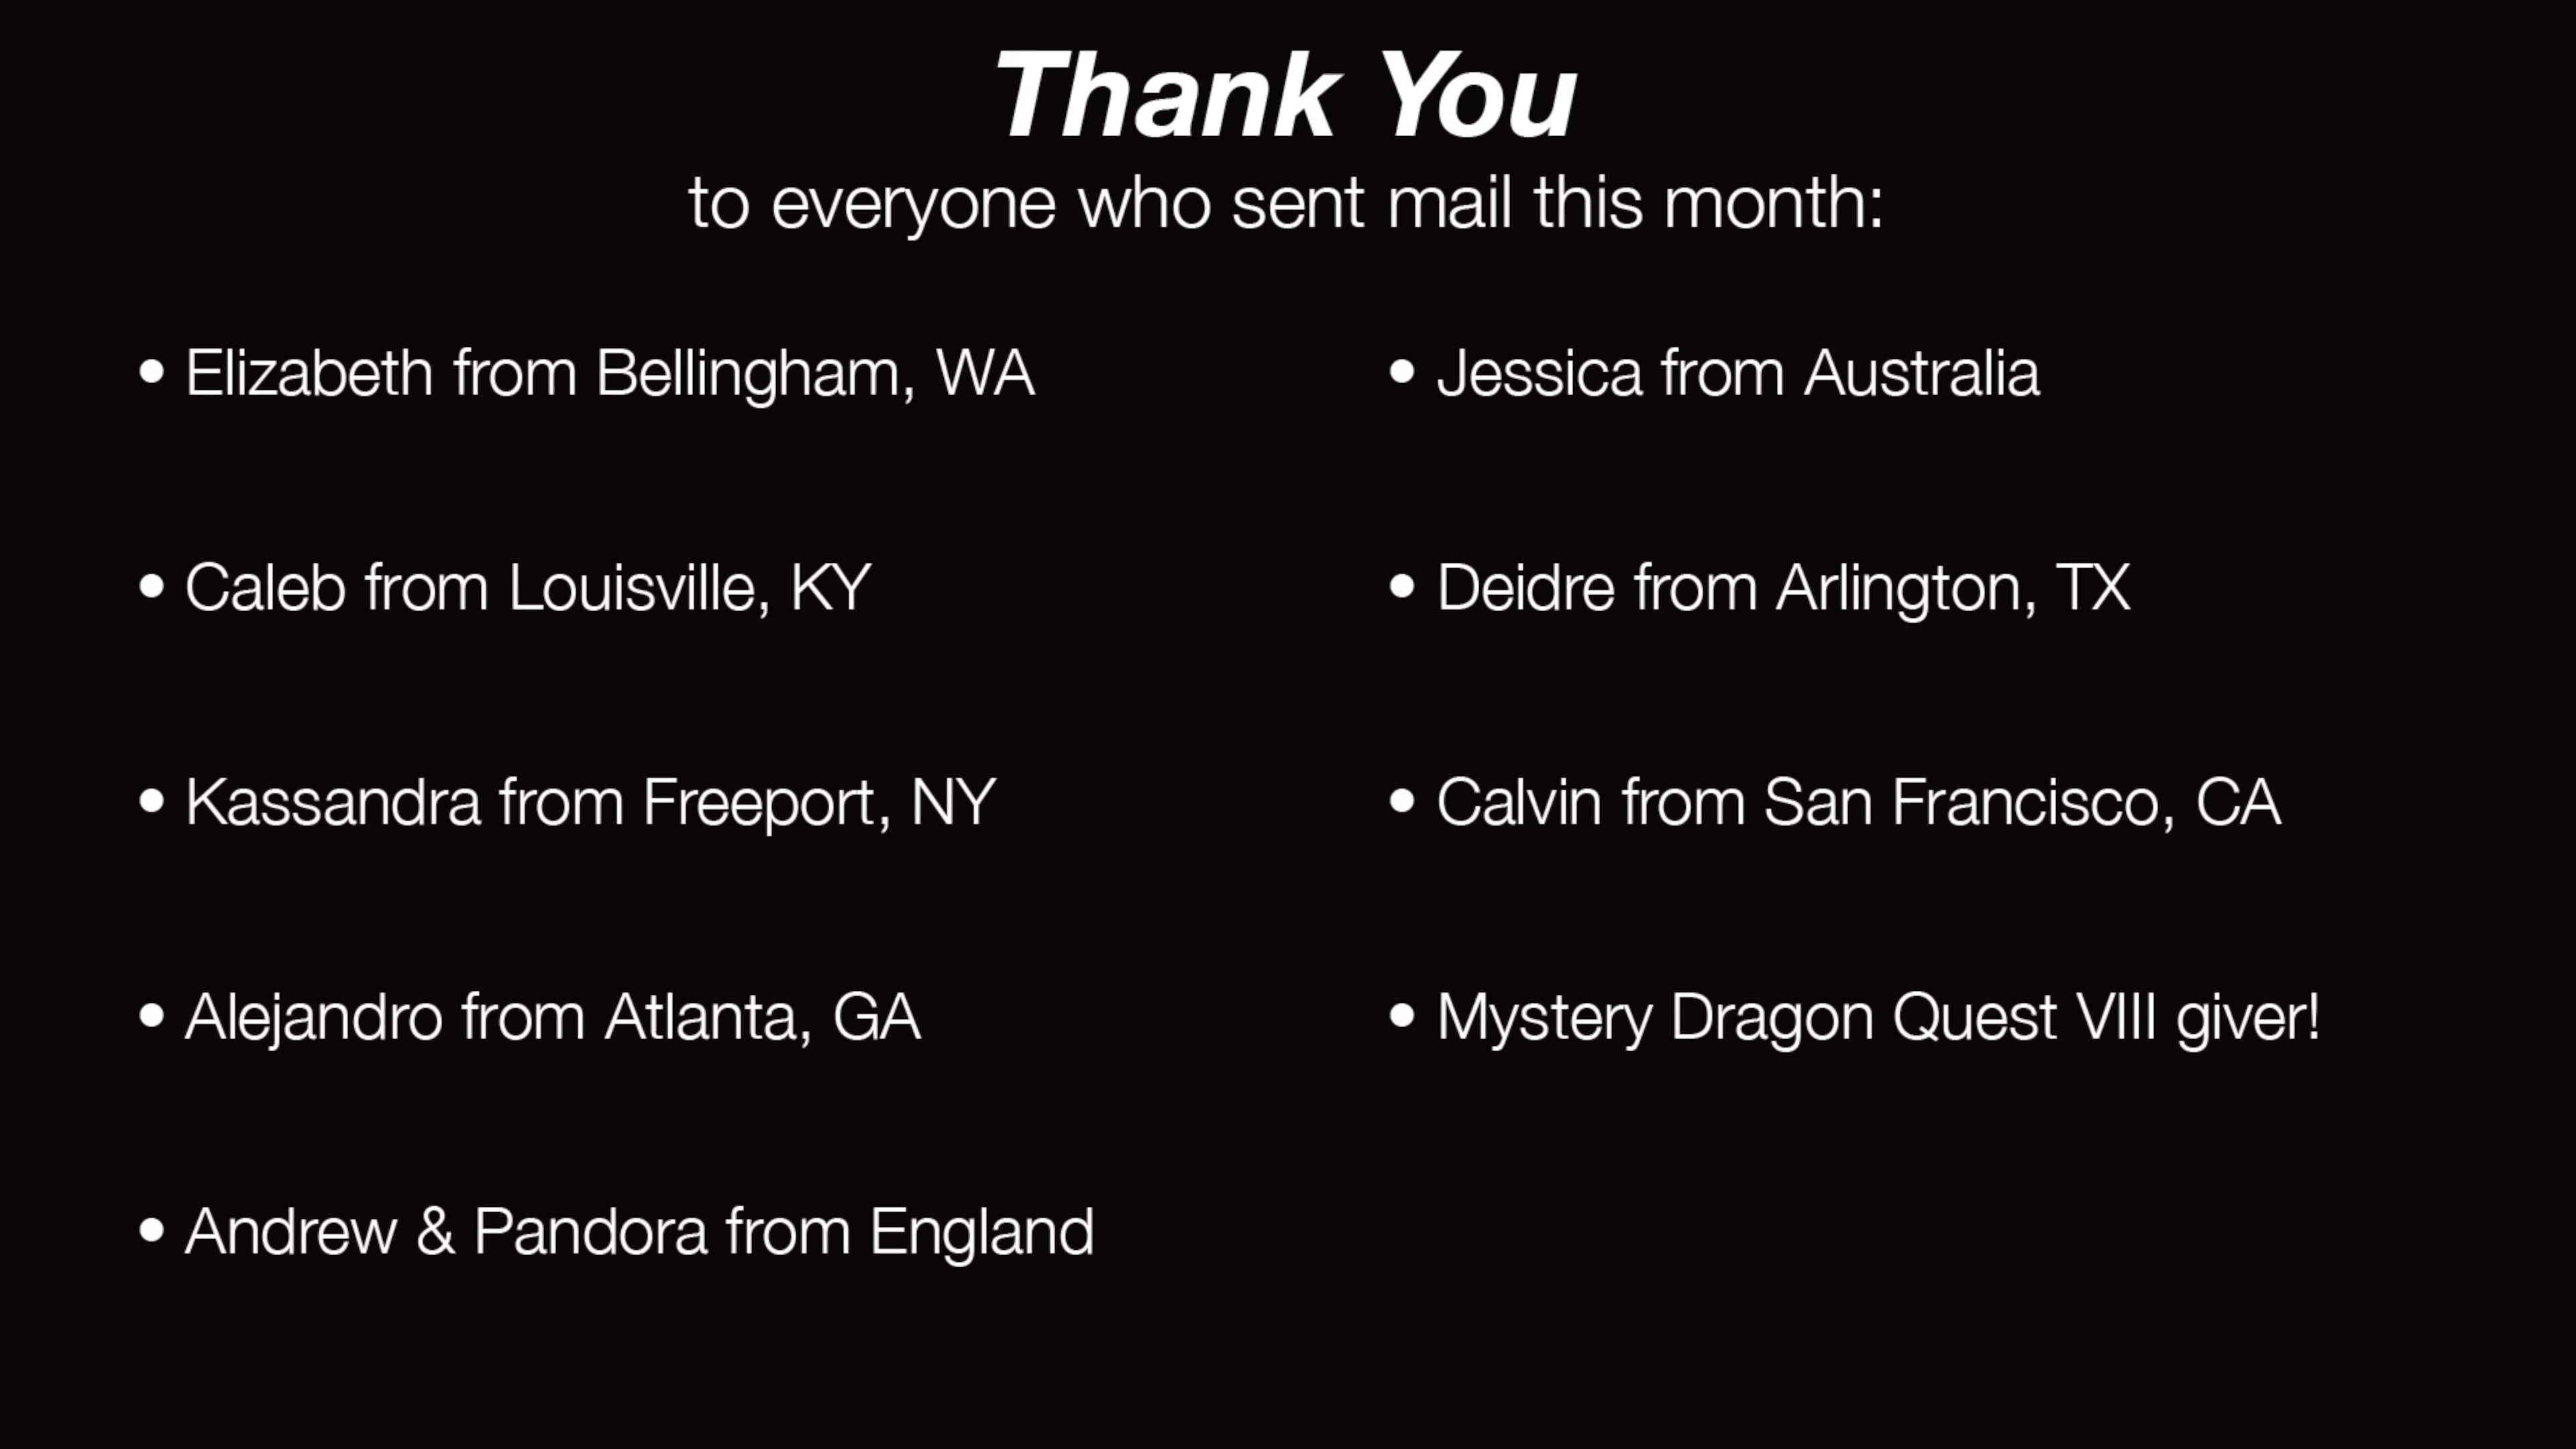 Thank You
to everyone who sent mail this month:
• Elizabeth from Bellingham, WA
• Caleb from Louisville, KY
• Kassandra from Freeport, NY
• Alejandro from Atlanta, GA
• Andrew & Pandora from England
• Jessica from Australia
• Deidre from Arlington, TX
• Calvin from San Francisco, CA
• Mystery Dragon Quest VIII giver!